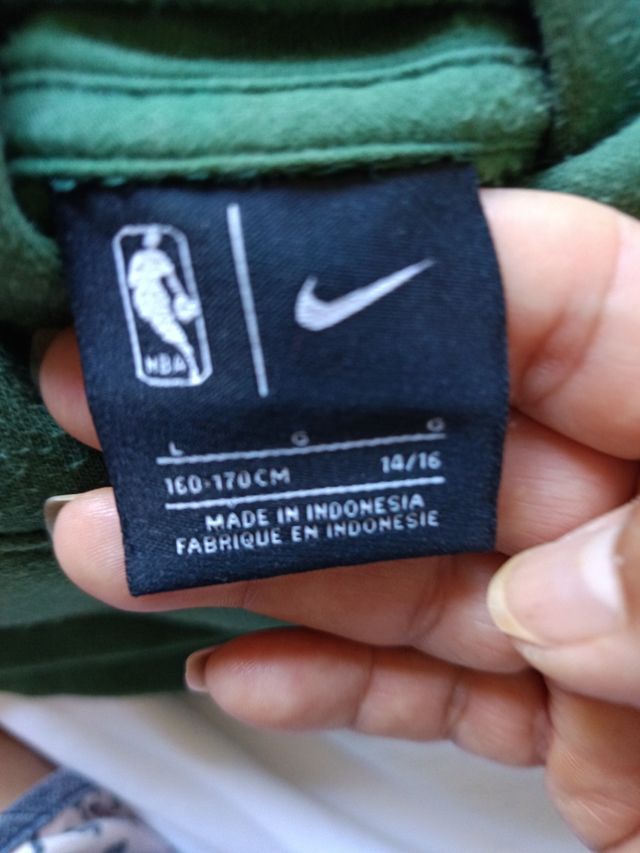 NBA
L G G
160-170CM 14/16
MADE IN INDONESIA
FABRIQUE EN INDONESIE